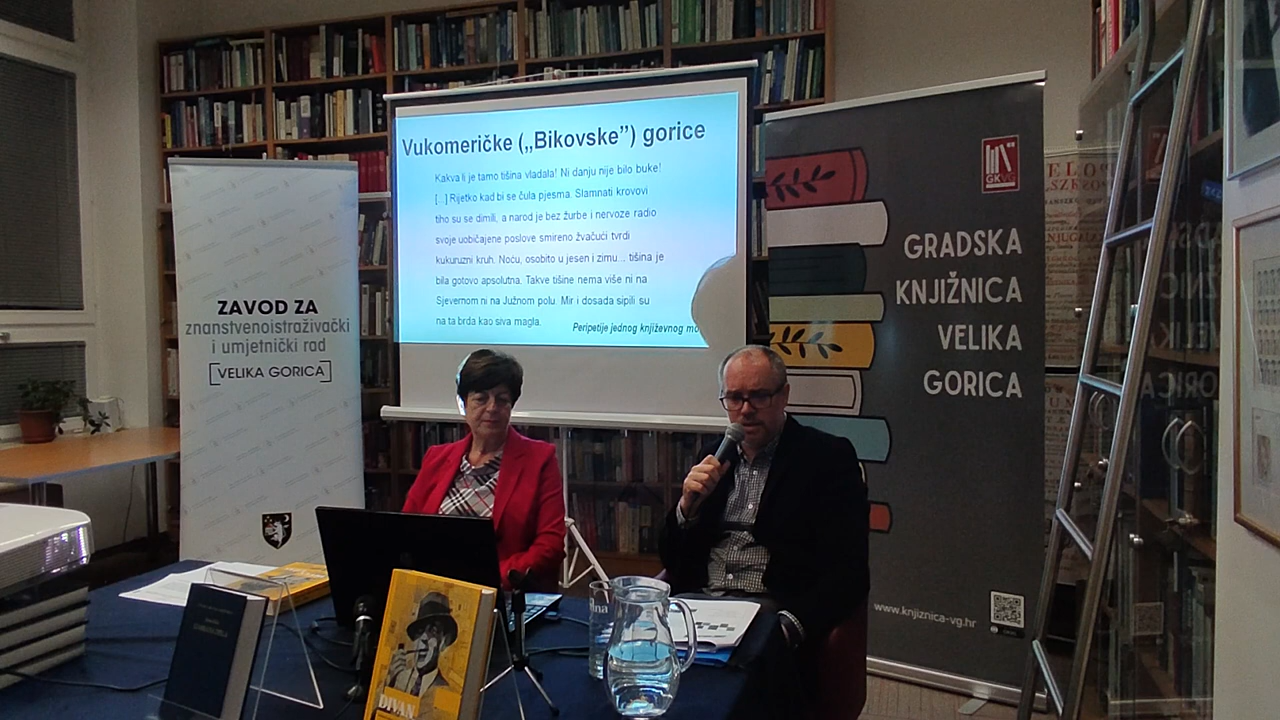 Vukomeričke („Bikovske”) gorice
Kakva li je tamo tišina vladala! Ni danju nije bilo buke!
[...] Rijetko kad bi se čula pjesma. Slamnati krovovi
tiho su se dimili, a narod je bez žurbe i nervoze radio
svoje uobičajene poslove smireno žvačući tvrdi
kukuruzni kruh. Noću, osobito u jesen i zimu... tišina je
bila gotovo apsolutna. Takve tišine nema više ni na
Sjevernom ni na Južnom polu. Mir i dosada sipili su
na ta brda kao siva magla.
Peripetije jednog književnog mo
ZAVOD ZA
znanstvenoistraživački
i umjetnički rad
[VELIKA GORICA]
GKVG
GRADSKA
KNJIŽNICA
VELIKA
GORICA
www.knjiznica-vg.hr
DIVAN